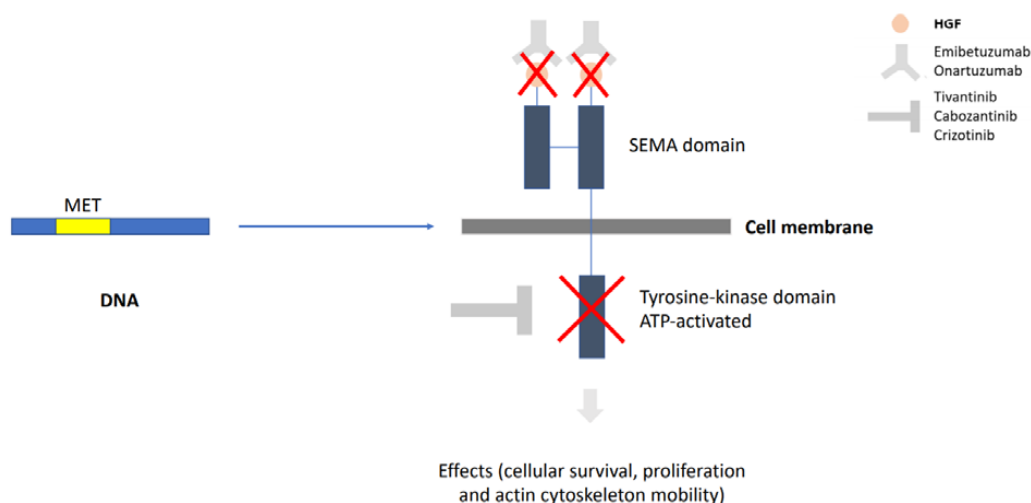 HGF
Emibetuzumab
Onartuzumab
Tivantinib
Cabozantinib
Crizotinib
SEMA domain
MET
Cell membrane
DNA
Tyrosine-kinase domain
ATP-activated
Effects (cellular survival, proliferation
and actin cytoskeleton mobility)